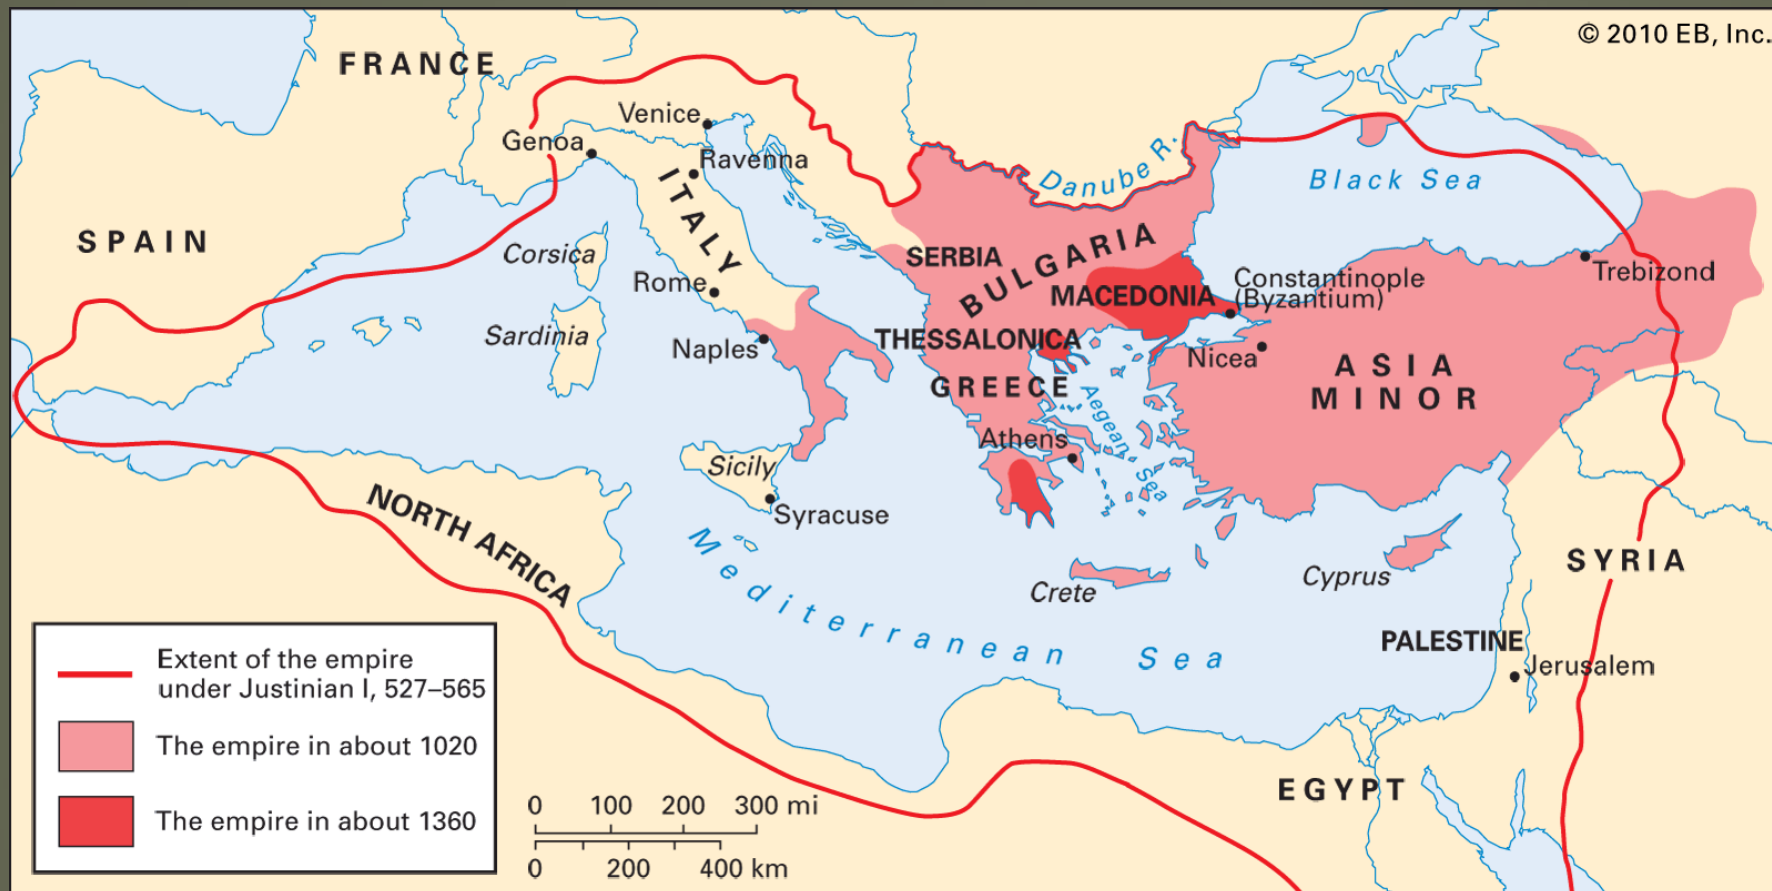 © 2010 EB, Inc.
FRANCE
Venice
Genoa
Ravenna
Danube R.
Black Sea
SPAIN
ITALY
Corsica
SERBIA
BULGARIA
Rome
MACEDONIA
Constantinople
(Byzantium)
Trebizond
Sardinia
Naples
THESSALONICA
Nicea
ASIA
MINOR
GREECE
Aegean Sea
Athens
Sicily
Syracuse
NORTH AFRICA
Mediterranean Sea
Crete
Cyprus
SYRIA
PALESTINE
Jerusalem
EGYPT
Extent of the empire
under Justinian I, 527–565
The empire in about 1020
The empire in about 1360
0 100 200 300 mi
0 200 400 km